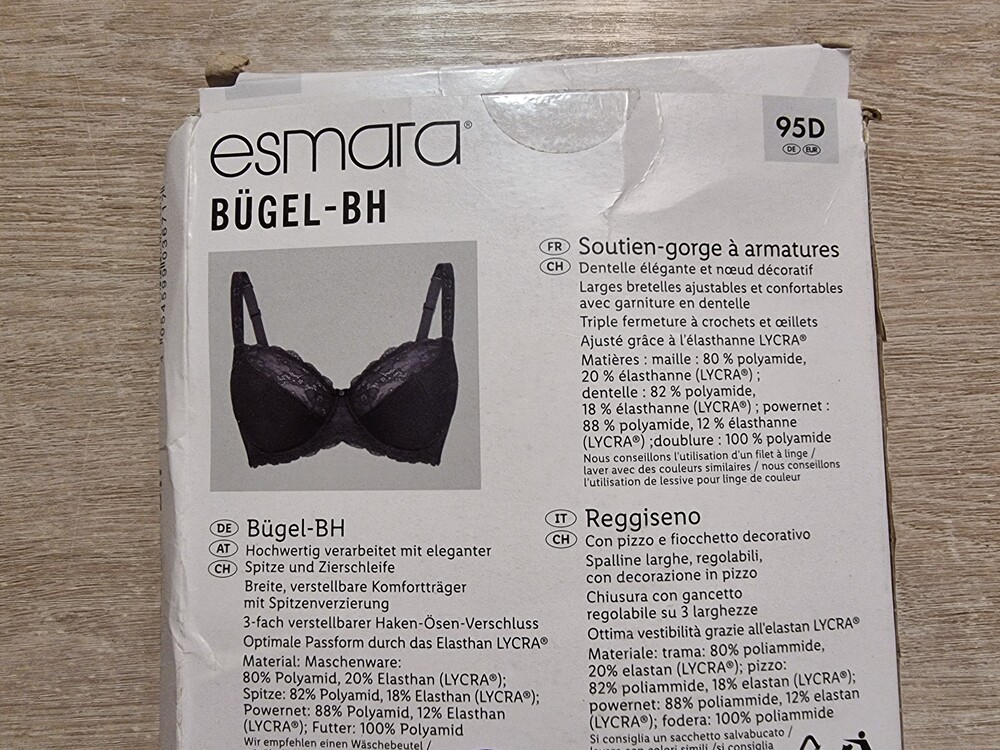 esmara®
BÜGEL-BH
95D
DE EUR
FR Soutien-gorge à armatures
CH Dentelle élégante et nœud décoratif
Larges bretelles ajustables et confortables
avec garniture en dentelle
Triple fermeture à crochets et œillets
Ajusté grâce à l'élasthanne LYCRA®
Matières : maille : 80 % polyamide,
20 % élasthanne (LYCRA®) ;
dentelle : 82 % polyamide,
18 % élasthanne (LYCRA®) ; powernet :
88 % polyamide, 12 % élasthanne
(LYCRA®) ;doublure : 100 % polyamide
Nous conseillons l'utilisation d'un filet à linge /
laver avec des couleurs similaires / nous conseillons
l'utilisation de lessive pour linge de couleur
DE Bügel-BH
AT Hochwertig verarbeitet mit eleganter
CH Spitze und Zierschleife
Breite, verstellbare Komfortträger
mit Spitzenverzierung
3-fach verstellbarer Haken-Ösen-Verschluss
Optimale Passform durch das Elasthan LYCRA®
Material: Maschenware:
80% Polyamid, 20% Elasthan (LYCRA®);
Spitze: 82% Polyamid, 18% Elasthan (LYCRA®);
Powernet: 88% Polyamid, 12% Elasthan
(LYCRA®); Futter: 100% Polyamid
Wir empfehlen einen Wäschebeutel /
IT Reggiseno
CH Con pizzo e fiocchetto decorativo
Spalline larghe, regolabili,
con decorazione in pizzo
Chiusura con gancetto
regolabile su 3 larghezze
Ottima vestibilità grazie all'elastan LYCRA®
Materiale: trama: 80% poliammide,
20% elastan (LYCRA®); pizzo:
82% poliammide, 18% elastan (LYCRA®);
powernet: 88% poliammide, 12% elastan
(LYCRA®); fodera: 100% poliammide
Si consiglia un sacchetto salvabucato /
lavare con colori simili /si consiglia